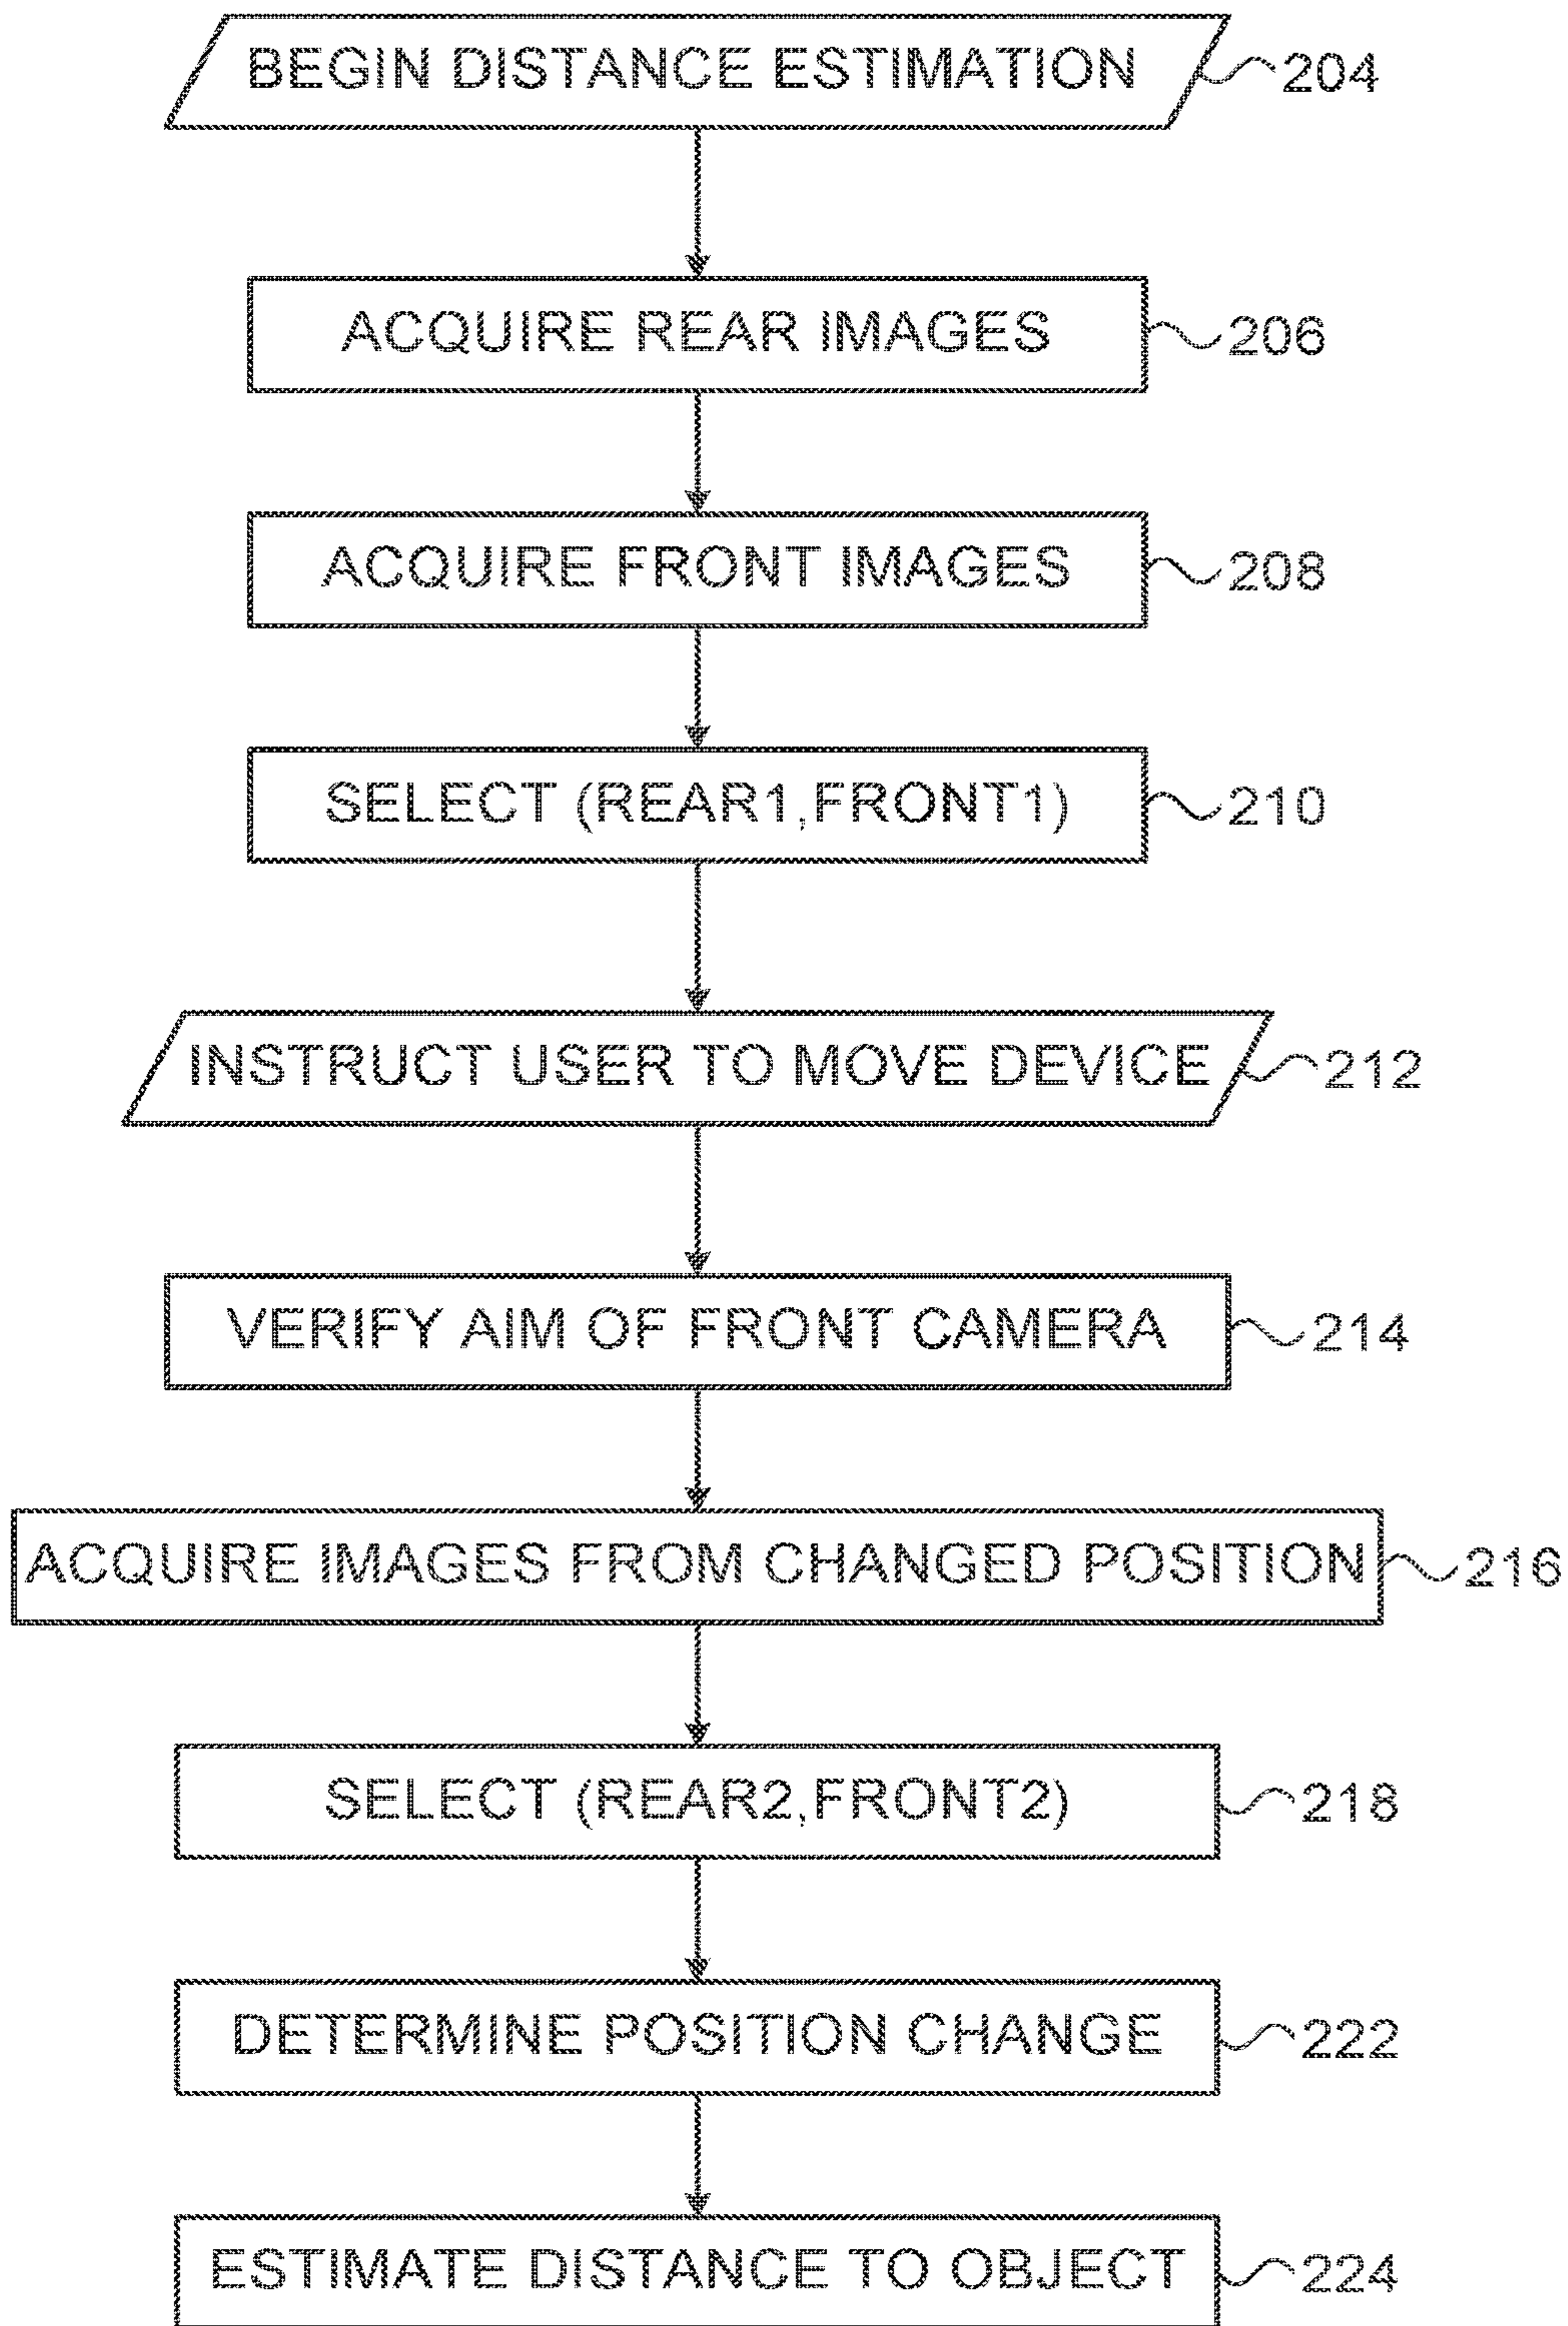 BEGIN DISTANCE ESTIMATION 204
ACQUIRE REAR IMAGES 206
ACQUIRE FRONT IMAGES 208
SELECT (REAR1,FRONT1) 210
INSTRUCT USER TO MOVE DEVICE 212
VERIFY AIM OF FRONT CAMERA 214
ACQUIRE IMAGES FROM CHANGED POSITION 216
SELECT (REAR2,FRONT2) 218
DETERMINE POSITION CHANGE 222
ESTIMATE DISTANCE TO OBJECT 224